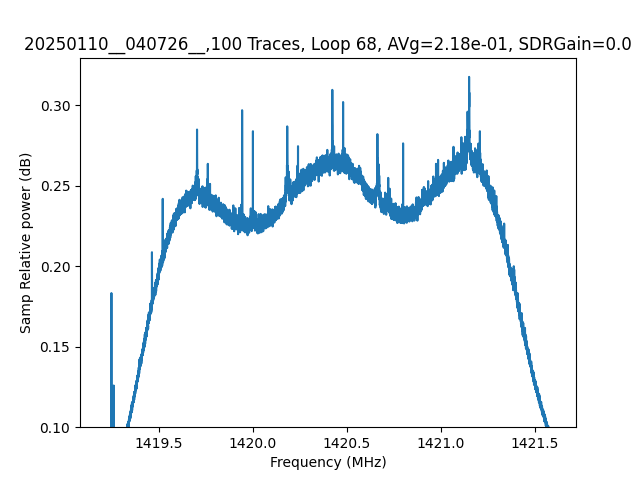 20250110__040726__,100 Traces, Loop 68, AVg=2.18e-01, SDRGain=0.0
0.30
0.25
0.20
0.15
0.10
Samp Relative power (dB)
1419.5 1420.0 1420.5 1421.0 1421.5
Frequency (MHz)